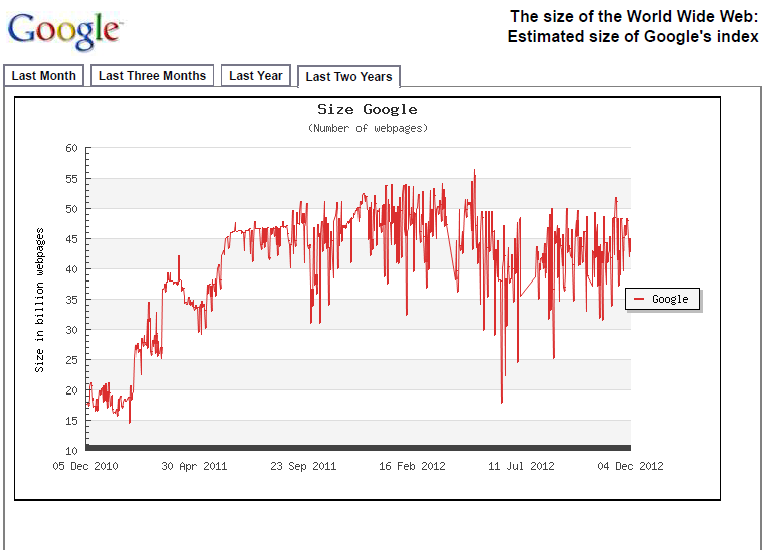 Google™
The size of the World Wide Web:
Estimated size of Google's index
Last Month
Last Three Months
Last Year
Last Two Years
Size Google
(Number of webpages)
Size in billion webpages
60
55
50
45
40
35
30
25
20
15
10
05 Dec 2010
30 Apr 2011
23 Sep 2011
16 Feb 2012
11 Jul 2012
04 Dec 2012
Google